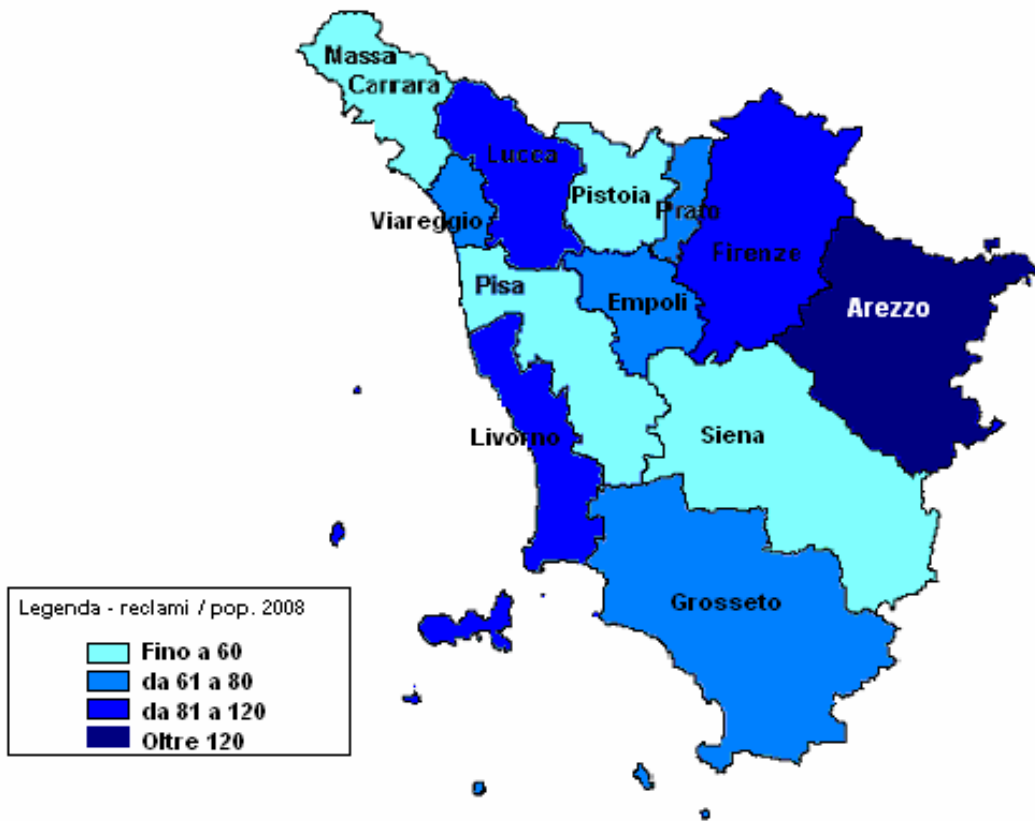 Massa
Carrara
Lucca
Pistoia
Prato
Viareggio
Firenze
Pisa
Empoli
Arezzo
Livorno
Siena
Grosseto
Legenda - reclami / pop. 2008
Fino a 60
da 61 a 80
da 81 a 120
Oltre 120